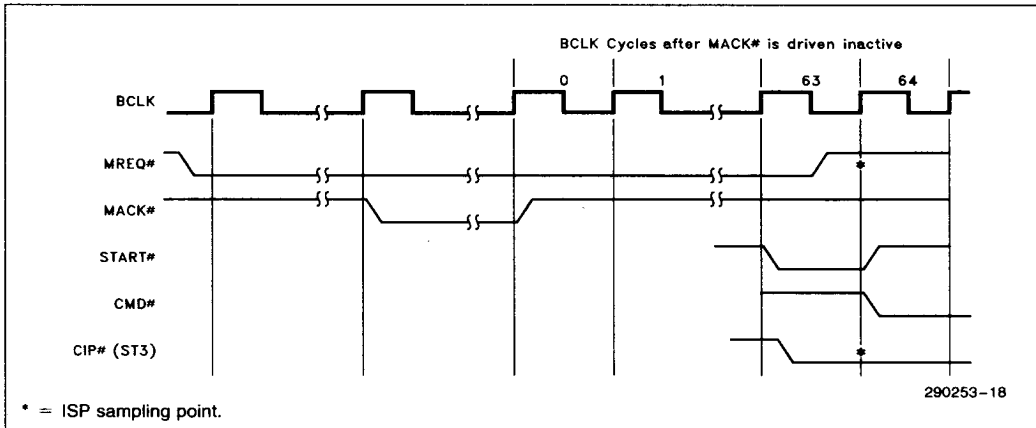 BCLK Cycles after MACK# is driven inactive
0 1 63 64
BCLK
MREQ#
*
MACK#
START#
CMD#
CIP# (ST3)
*
290253-18
* = ISP sampling point.